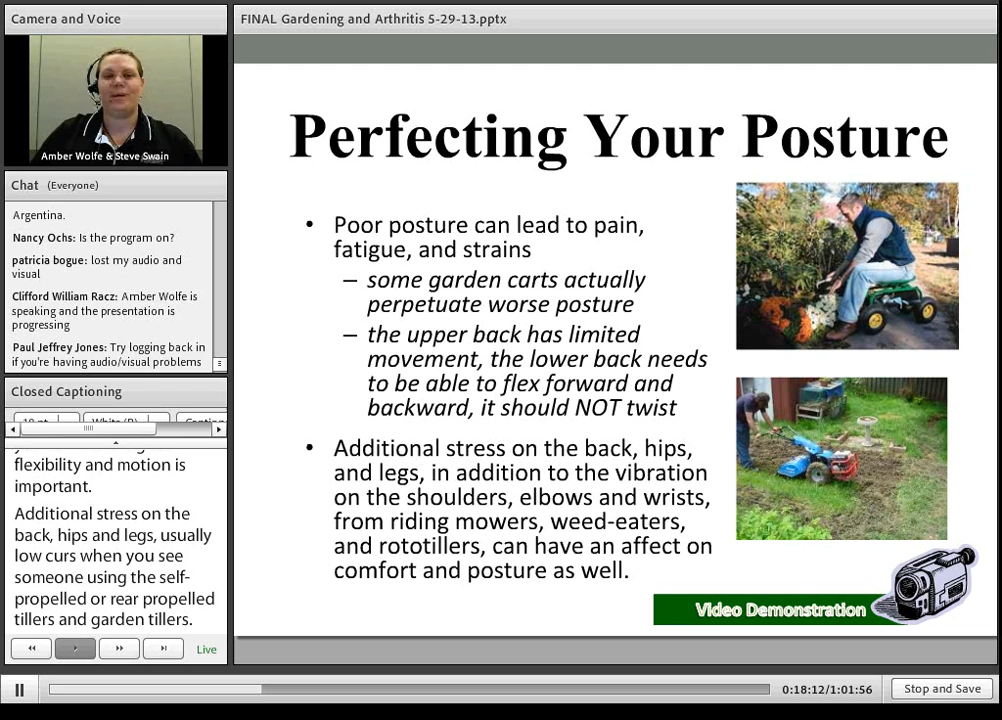 Camera and Voice
FINAL Gardening and Arthritis 5-29-13.pptx
Amber Wolfe & Steve Swain
Chat (Everyone)
Argentina.
Nancy Ochs: Is the program on?
patricia bogue: lost my audio and
visual
Clifford William Racz: Amber Wolfe is
speaking and the presentation is
progressing
Paul Jeffrey Jones: Try logging back in
if you're having audio/visual problems
Closed Captioning
flexibility and motion is
important.
Additional stress on the
back, hips and legs, usually
low curs when you see
someone using the self-
propelled or rear propelled
tillers and garden tillers.
Live
Perfecting Your Posture
• Poor posture can lead to pain,
fatigue, and strains
– some garden carts actually
perpetuate worse posture
– the upper back has limited
movement, the lower back needs
to be able to flex forward and
backward, it should NOT twist
• Additional stress on the back, hips,
and legs, in addition to the vibration
on the shoulders, elbows and wrists,
from riding mowers, weed-eaters,
and rototillers, can have an affect on
comfort and posture as well.
Video Demonstration
0:18:12/1:01:56
Stop and Save